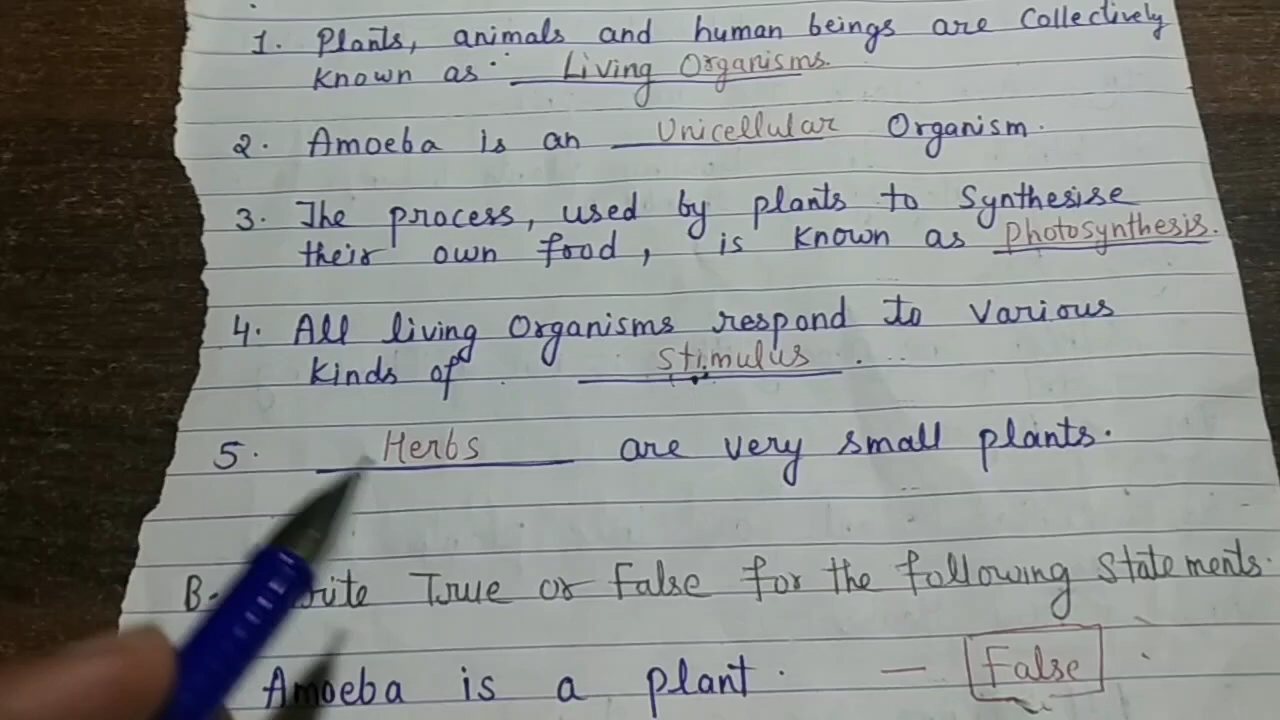 1. Plants, animals and human beings are Collectively
known as Living Organisms.
2. Amoeba is an Unicellular Organism.
3. The process, used by plants to Synthesise
their own food, is known as Photosynthesis.
4. All living Organisms respond to various
kinds of Stimulus.
5. Herbs are very small plants.
B. True or False for the following Statements.
Amoeba is a plant. — False